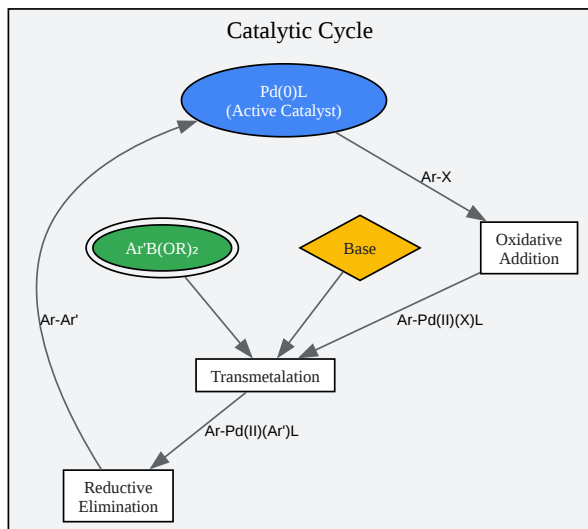 Catalytic Cycle
Pd(0)L
(Active Catalyst)
Ar-X
Ar'B(OR)₂
Base
Oxidative
Addition
Ar-Ar'
Ar-Pd(II)(X)L
Transmetalation
Ar-Pd(II)(Ar')L
Reductive
Elimination